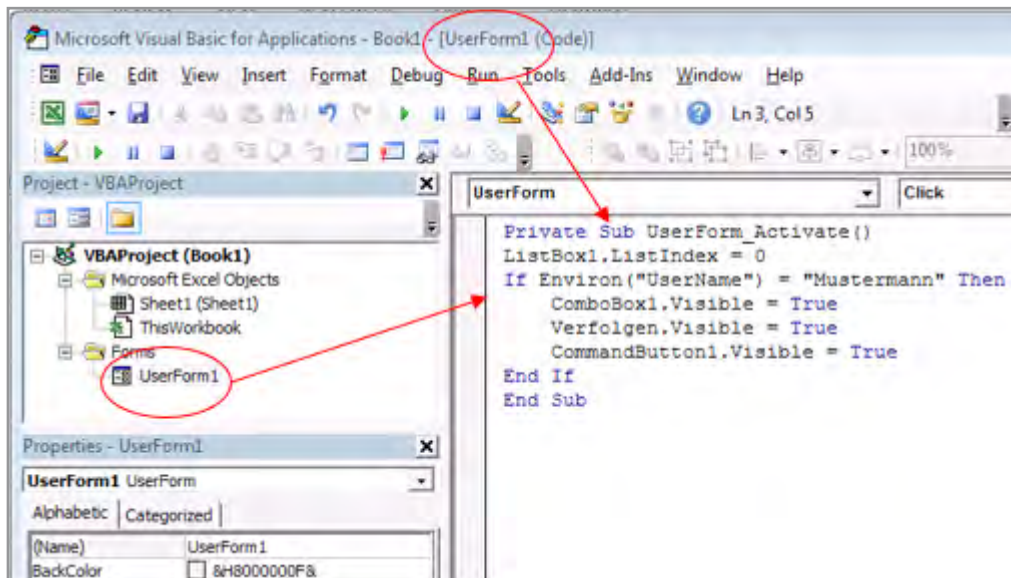 Microsoft Visual Basic for Applications - Book1 - [UserForm1 (Code)]
File Edit View Insert Format Debug Run Tools Add-Ins Window Help
Ln 3, Col 5
100%
Project - VBAProject
VBAProject (Book1)
Microsoft Excel Objects
Sheet1 (Sheet1)
ThisWorkbook
Forms
UserForm1
Properties - UserForm1
UserForm1 UserForm
Alphabetic Categorized
(Name) UserForm1
BackColor &H8000000F&
UserForm Click
Private Sub UserForm_Activate()
ListBox1.ListIndex = 0
If Environ("UserName") = "Mustermann" Then
ComboBox1.Visible = True
Verfolgen.Visible = True
CommandButton1.Visible = True
End If
End Sub